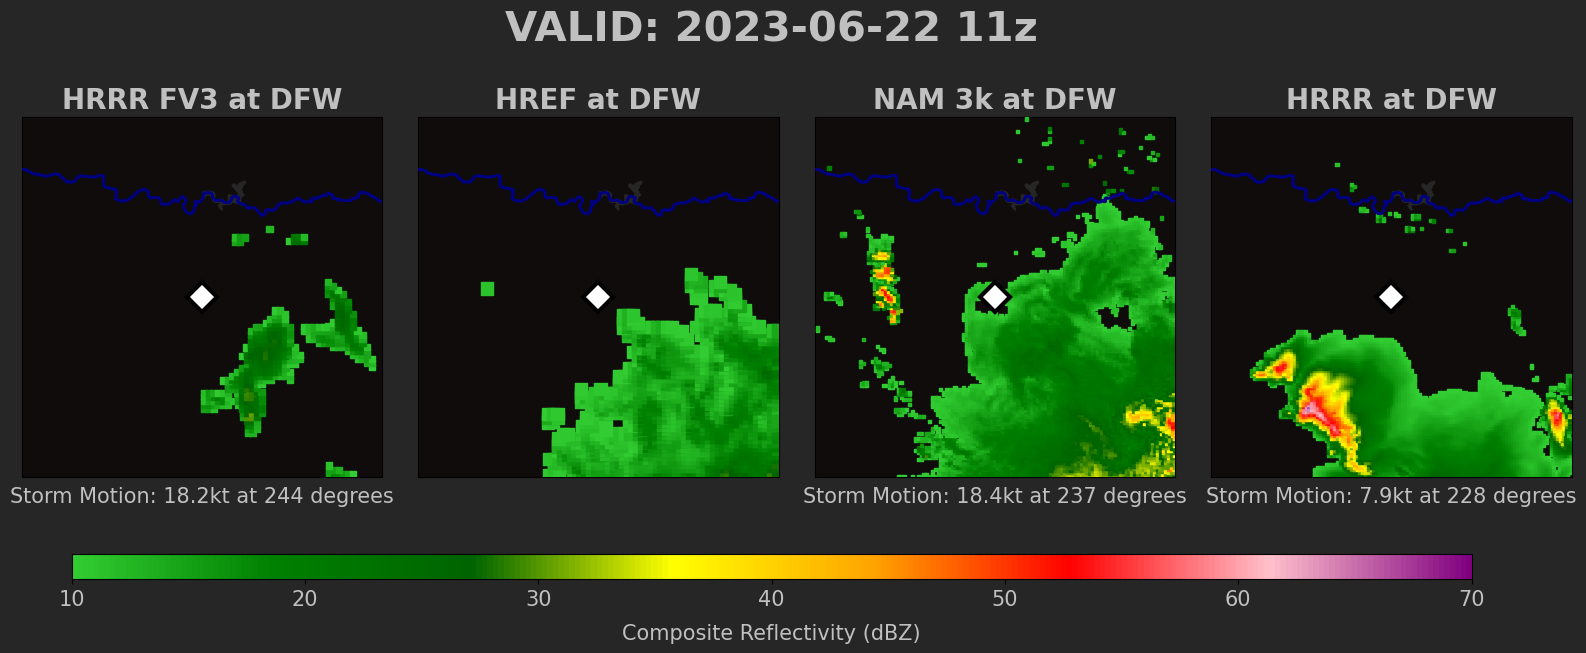 VALID: 2023-06-22 11z
HRRR FV3 at DFW
HREF at DFW
NAM 3k at DFW
HRRR at DFW
Storm Motion: 18.2kt at 244 degrees
Storm Motion: 18.4kt at 237 degrees
Storm Motion: 7.9kt at 228 degrees
10 20 30 40 50 60 70
Composite Reflectivity (dBZ)